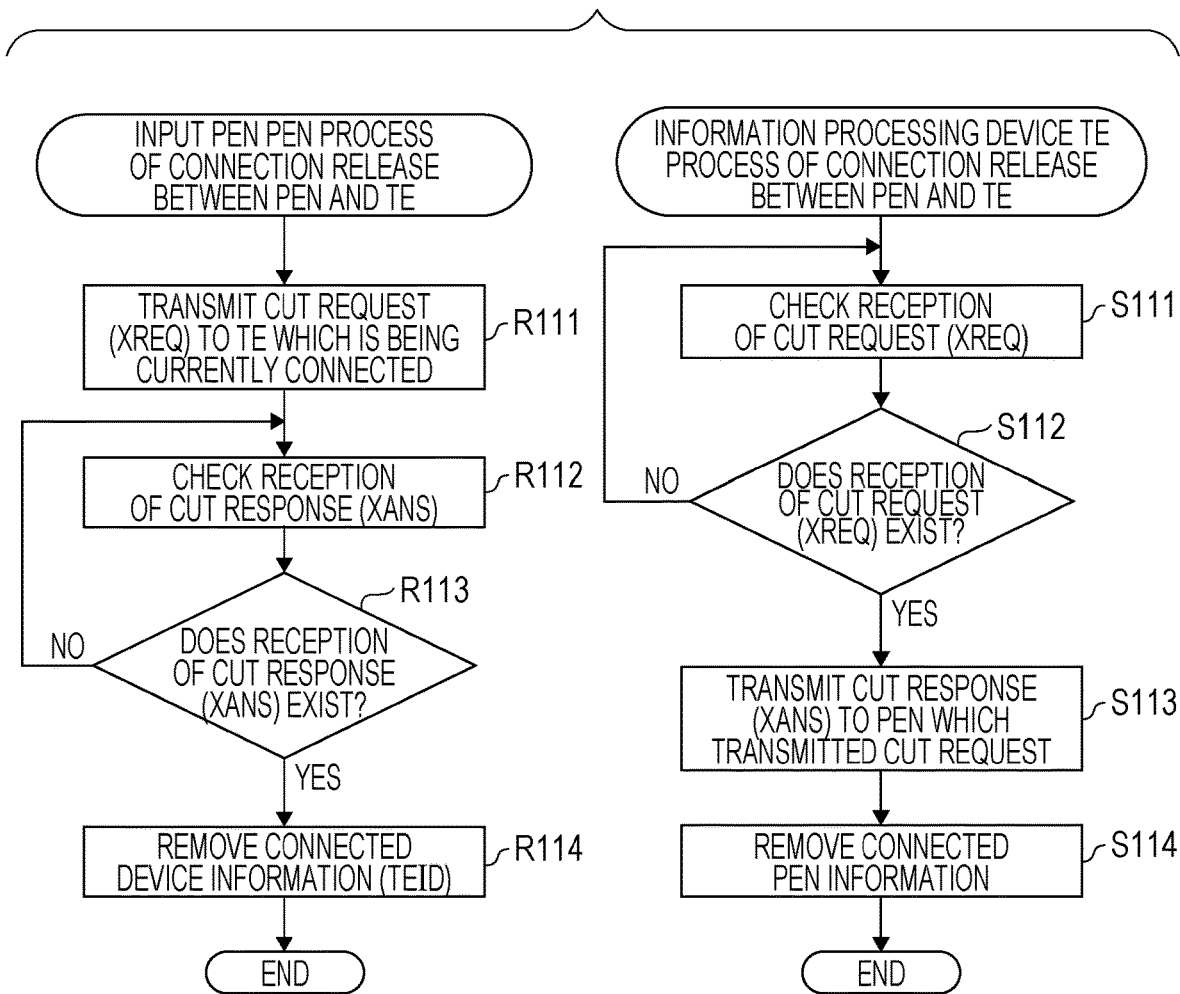 INPUT PEN PEN PROCESS
OF CONNECTION RELEASE
BETWEEN PEN AND TE
TRANSMIT CUT REQUEST
(XREQ) TO TE WHICH IS BEING
CURRENTLY CONNECTED
R111
CHECK RECEPTION
OF CUT RESPONSE (XANS)
R112
R113
DOES RECEPTION
OF CUT RESPONSE
(XANS) EXIST?
NO
YES
REMOVE CONNECTED
DEVICE INFORMATION (TEID)
R114
END
INFORMATION PROCESSING DEVICE TE
PROCESS OF CONNECTION RELEASE
BETWEEN PEN AND TE
CHECK RECEPTION
OF CUT REQUEST (XREQ)
S111
S112
DOES RECEPTION
OF CUT REQUEST
(XREQ) EXIST?
NO
YES
TRANSMIT CUT RESPONSE
(XANS) TO PEN WHICH
TRANSMITTED CUT REQUEST
S113
REMOVE CONNECTED
PEN INFORMATION
S114
END